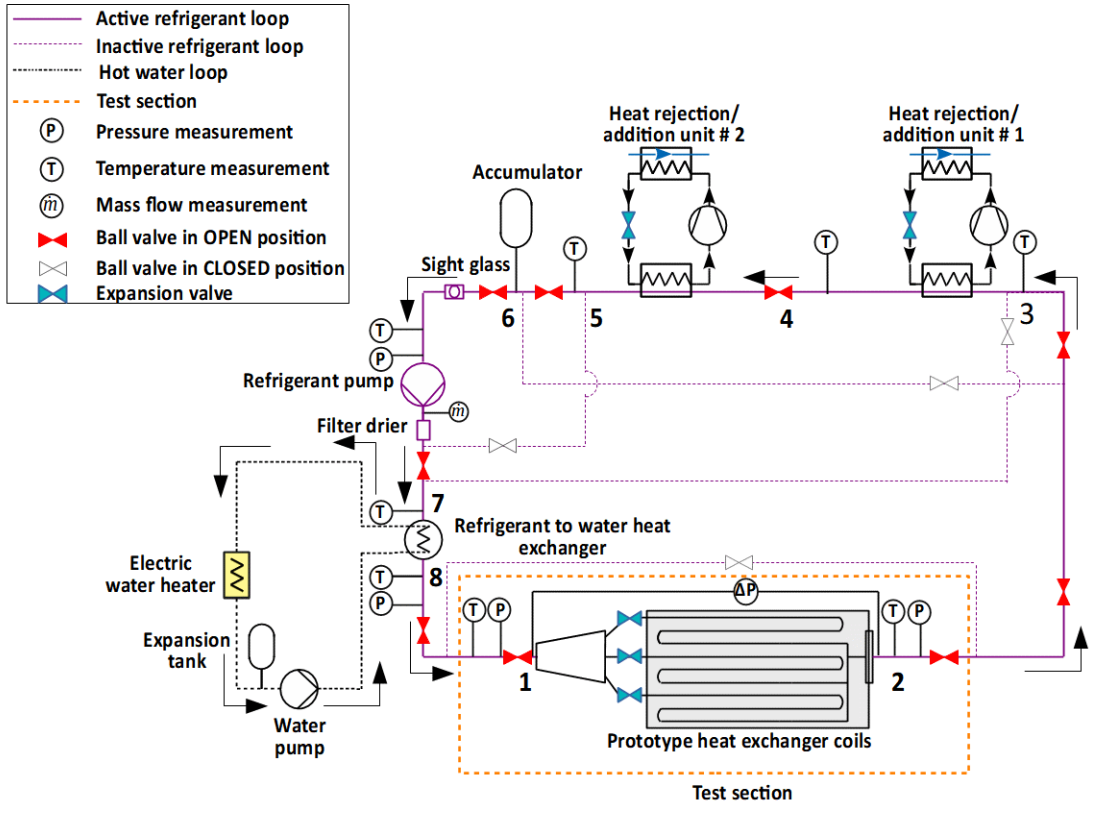 Active refrigerant loop
Inactive refrigerant loop
Hot water loop
Test section
P Pressure measurement
T Temperature measurement
ṁ Mass flow measurement
Ball valve in OPEN position
Ball valve in CLOSED position
Expansion valve
Heat rejection/
addition unit # 2
Heat rejection/
addition unit # 1
Accumulator
Sight glass
T
T
T
6
5
4
3
T
P
Refrigerant pump
ṁ
Filter drier
T
7
Refrigerant to water heat
exchanger
Electric
water heater
T
8
P
Expansion
tank
Water
pump
T
P
ΔP
T
P
1
2
Prototype heat exchanger coils
Test section